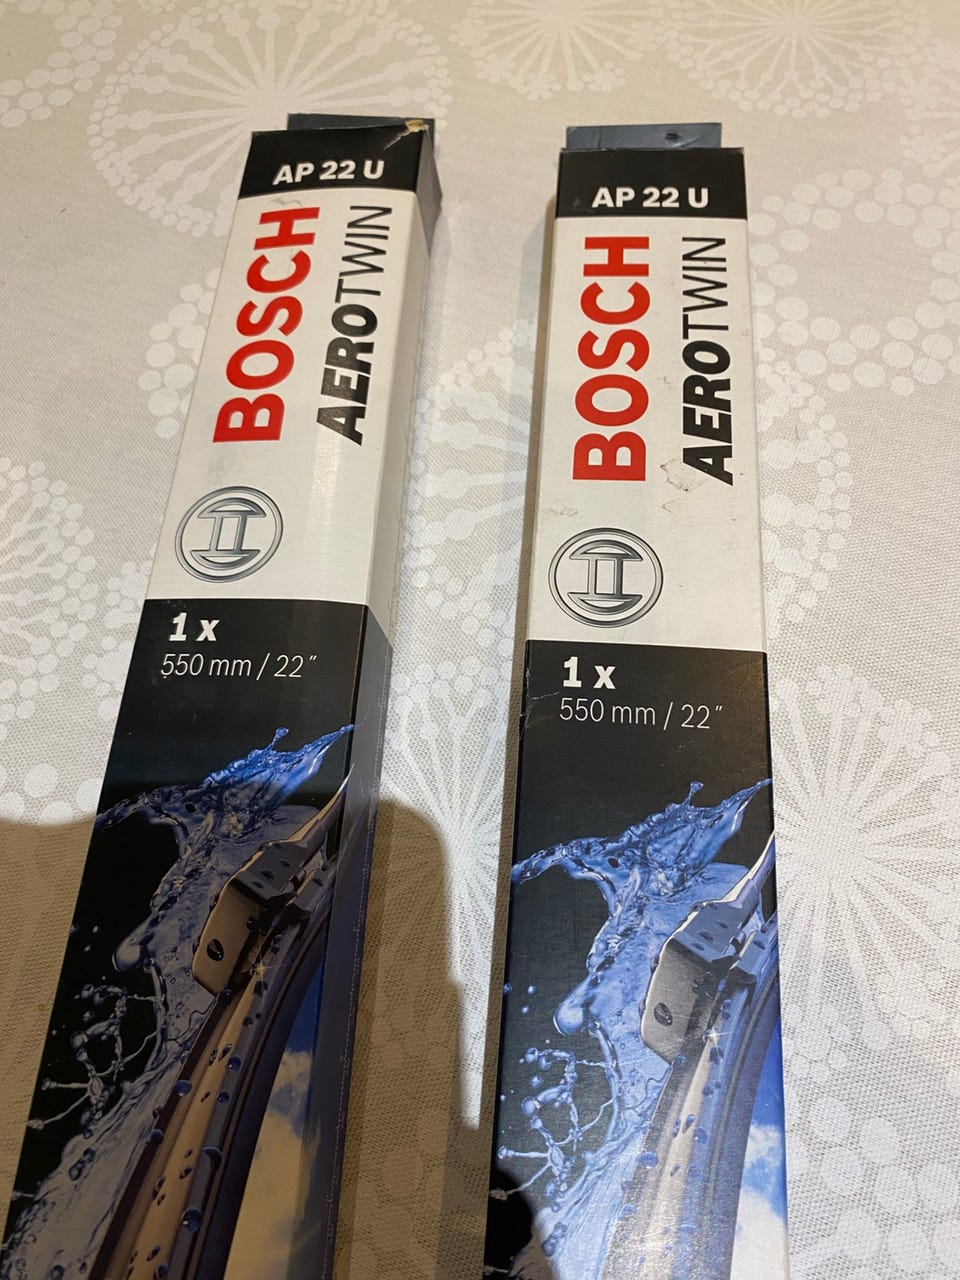 AP 22 U
BOSCH
AEROTWIN
1 x
550 mm / 22"
AP 22 U
BOSCH
AEROTWIN
1 x
550 mm / 22"